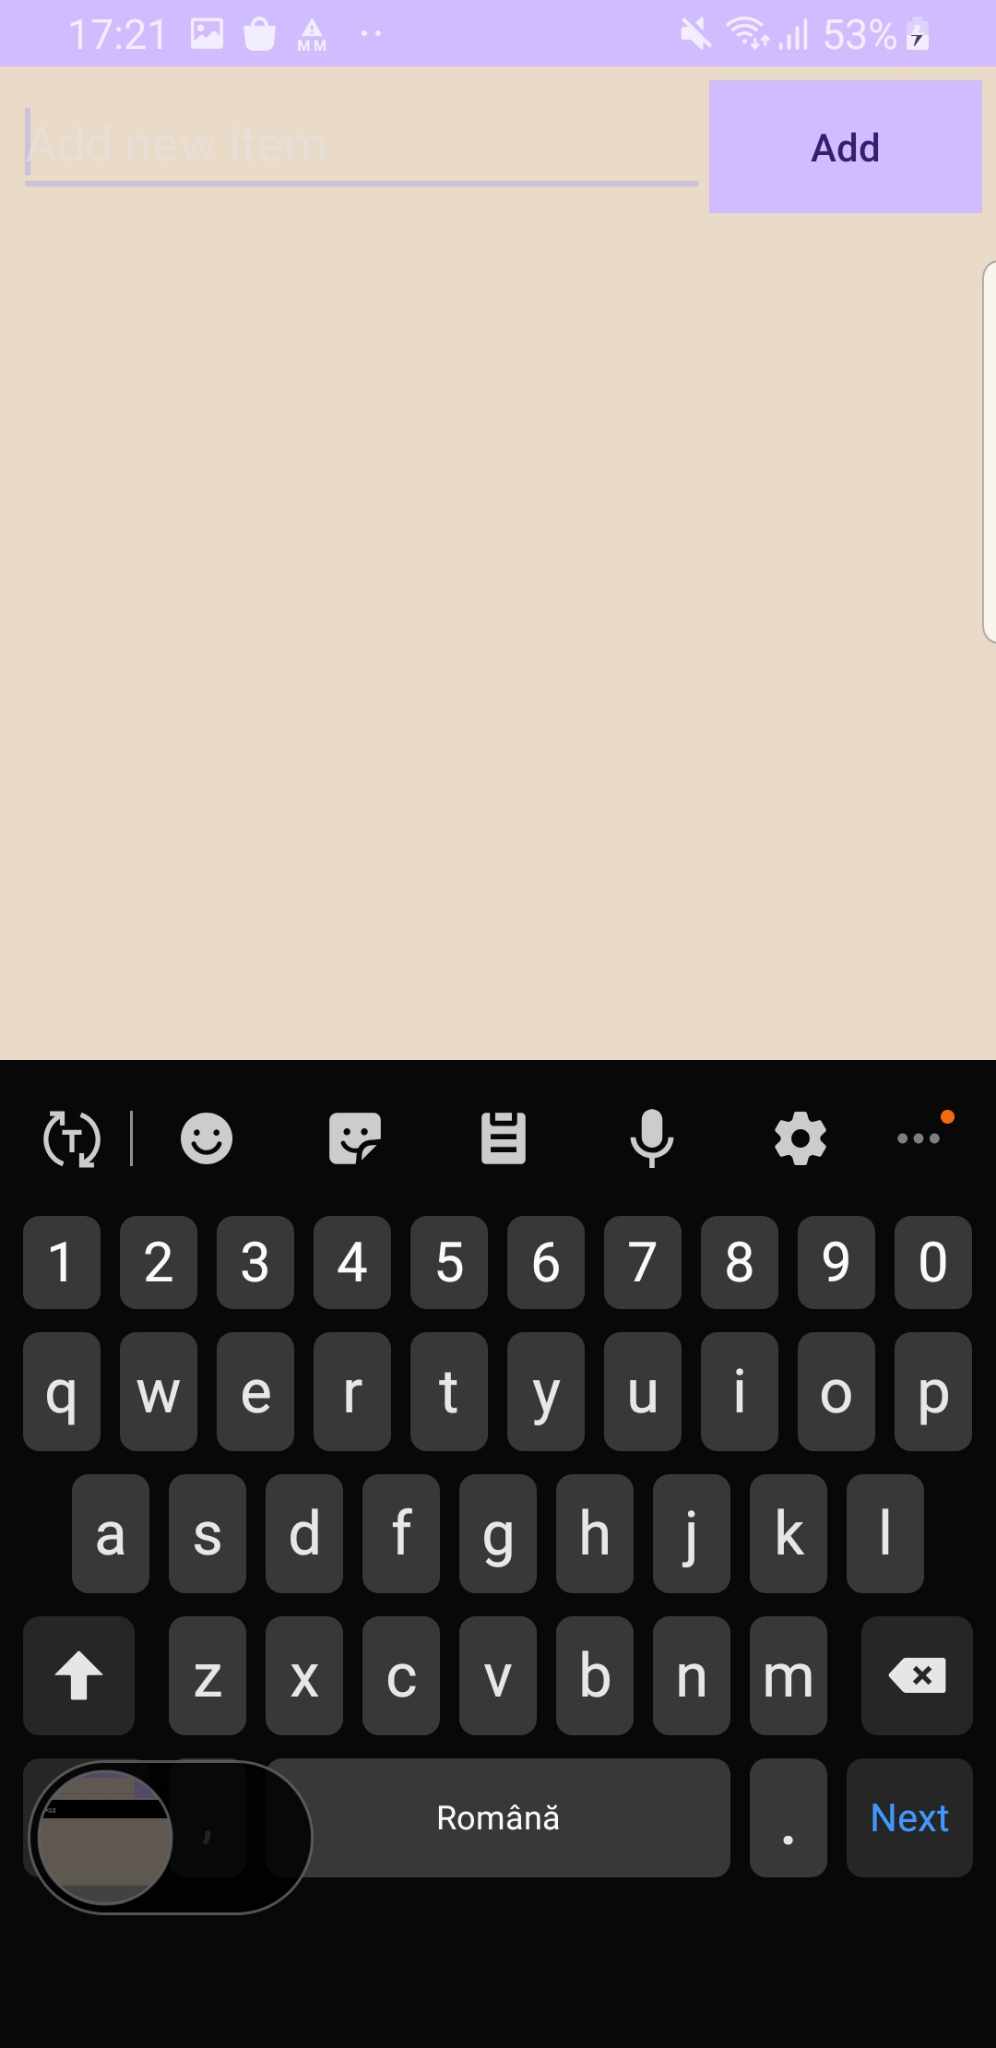 17:21 MM 53%
Add new item
Add
T
1 2 3 4 5 6 7 8 9 0
q w e r t y u i o p
a s d f g h j k l
z x c v b n m
, Română . Next